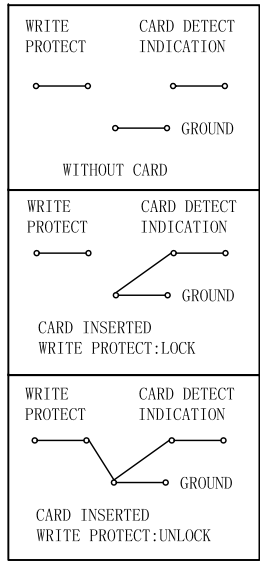 WRITE CARD DETECT
PROTECT INDICATION
GROUND
WITHOUT CARD
WRITE CARD DETECT
PROTECT INDICATION
GROUND
CARD INSERTED
WRITE PROTECT:LOCK
WRITE CARD DETECT
PROTECT INDICATION
GROUND
CARD INSERTED
WRITE PROTECT:UNLOCK